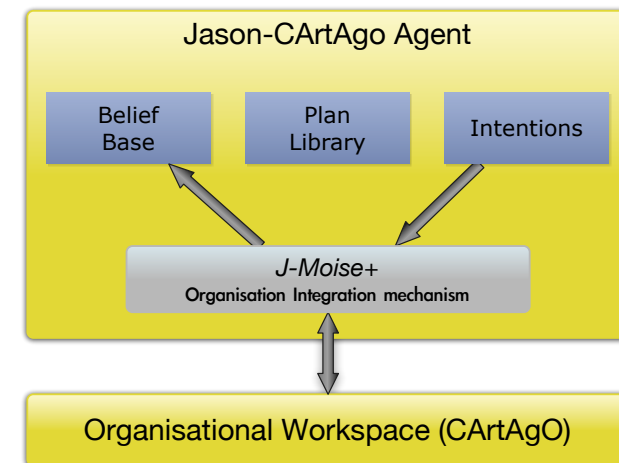 Jason-CArtAgo Agent
Belief
Base
Plan
Library
Intentions
J-Moise+
Organisation Integration mechanism
Organisational Workspace (CArtAgO)